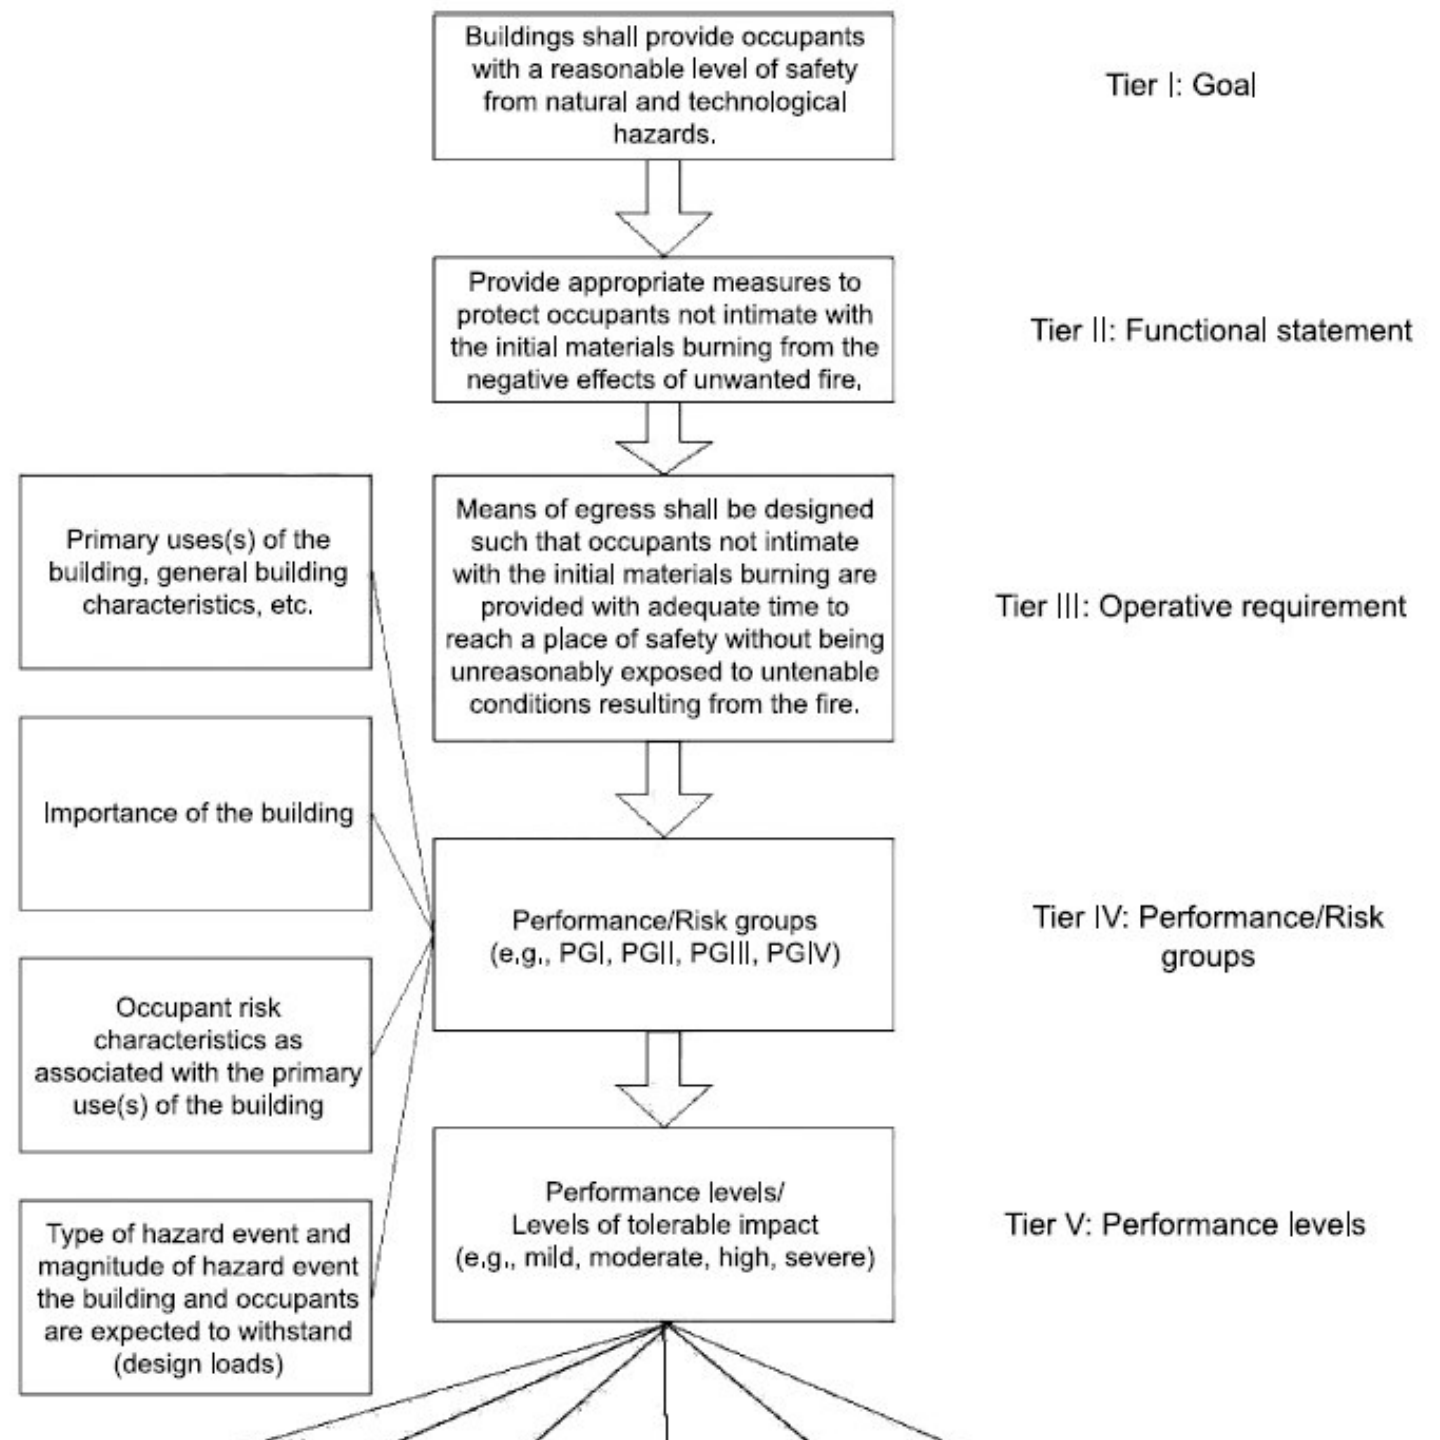 Buildings shall provide occupants
with a reasonable level of safety
from natural and technological
hazards.
Tier I: Goal
Provide appropriate measures to
protect occupants not intimate with
the initial materials burning from the
negative effects of unwanted fire.
Tier II: Functional statement
Means of egress shall be designed
such that occupants not intimate
with the initial materials burning are
provided with adequate time to
reach a place of safety without being
unreasonably exposed to untenable
conditions resulting from the fire.
Tier III: Operative requirement
Primary uses(s) of the
building, general building
characteristics, etc.
Importance of the building
Occupant risk
characteristics as
associated with the primary
use(s) of the building
Type of hazard event and
magnitude of hazard event
the building and occupants
are expected to withstand
(design loads)
Performance/Risk groups
(e.g., PGI, PGII, PGIII, PGIV)
Tier IV: Performance/Risk
groups
Performance levels/
Levels of tolerable impact
(e.g., mild, moderate, high, severe)
Tier V: Performance levels